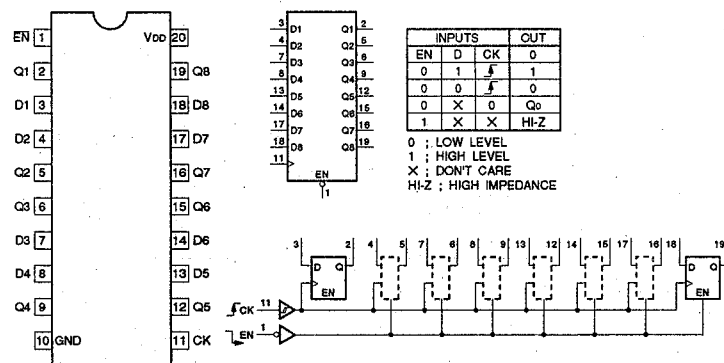 EN 1
VDD 20
Q1 2
19 Q8
D1 3
18 D8
D2 4
17 D7
Q2 5
16 Q7
Q3 6
15 Q6
D3 7
14 D6
D4 8
13 D5
Q4 9
12 Q5
10 GND
11 CK
3 D1 Q1 2
4 D2 Q2 5
7 D3 Q3 6
8 D4 Q4 9
13 D5 Q5 12
14 D6 Q6 15
17 D7 Q7 16
18 D8 Q8 19
11
EN
1
INPUTS CUT
EN D CK 0
0 1 1
0 0 0
0 X 0 Q0
1 X X HI-Z
0 ; LOW LEVEL
1 ; HIGH LEVEL
X ; DON'T CARE
HI-Z ; HIGH IMPEDANCE
3 2 4 5 7 6 8 9 13 12 14 15 17 16 18 19
D Q
EN
D Q
EN
CK 11
EN 1